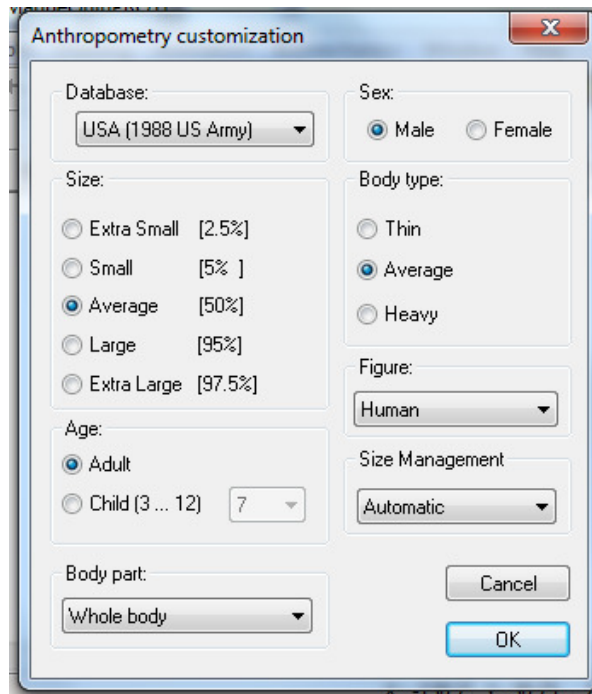 Anthropometry customization
Database:
USA (1988 US Army)
Sex:
Male
Female
Size:
Extra Small [2.5%]
Small [5% ]
Average [50%]
Large [95%]
Extra Large [97.5%]
Body type:
Thin
Average
Heavy
Figure:
Human
Age:
Adult
Child (3 ... 12) 7
Size Management
Automatic
Body part:
Whole body
Cancel
OK